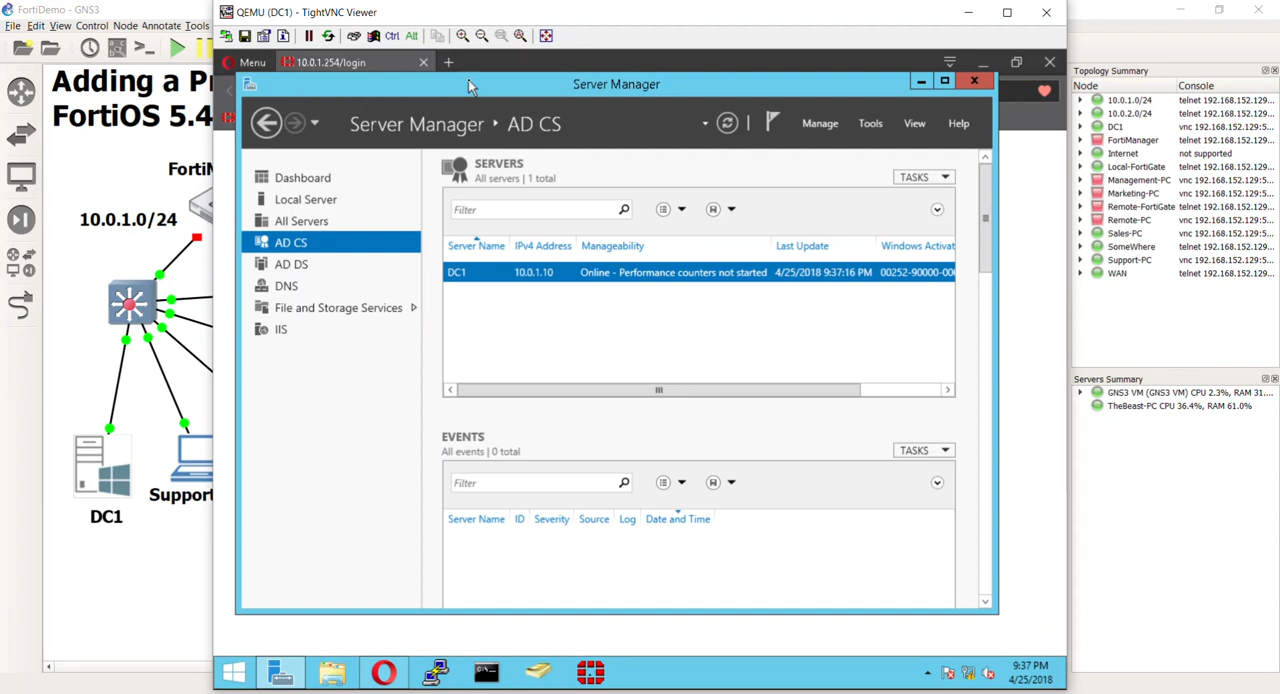 FortiDemo - GNS3
File Edit View Control Node Annotate Tools
Adding a P
FortiOS 5.4
FortiM
10.0.1.0/24
Support
DC1
QEMU (DC1) - TightVNC Viewer
Ctrl Alt
Menu 10.0.1.254/login
Server Manager
Server Manager ‣ AD CS
Manage Tools View Help
Dashboard
Local Server
All Servers
AD CS
AD DS
DNS
File and Storage Services
IIS
SERVERS
All servers | 1 total
TASKS
Filter
Server Name IPv4 Address Manageability Last Update Windows Activat
DC1 10.0.1.10 Online - Performance counters not started 4/25/2018 9:37:16 PM 00252-90000-00
EVENTS
All events | 0 total
TASKS
Filter
Server Name ID Severity Source Log Date and Time
9:37 PM
4/25/2018
Topology Summary
Node Console
10.0.1.0/24 telnet 192.168.152.129...
10.0.2.0/24 telnet 192.168.152.129...
DC1 vnc 192.168.152.129:5...
FortiManager telnet 192.168.152.129...
Internet not supported
Local-FortiGate telnet 192.168.152.129...
Management-PC vnc 192.168.152.129:5...
Marketing-PC vnc 192.168.152.129:5...
Remote-FortiGate telnet 192.168.152.129...
Remote-PC vnc 192.168.152.129:5...
Sales-PC vnc 192.168.152.129:5...
SomeWhere telnet 192.168.152.129...
Support-PC vnc 192.168.152.129:5...
WAN telnet 192.168.152.129...
Servers Summary
GNS3 VM (GNS3 VM) CPU 2.3%, RAM 31....
TheBeast-PC CPU 36.4%, RAM 61.0%